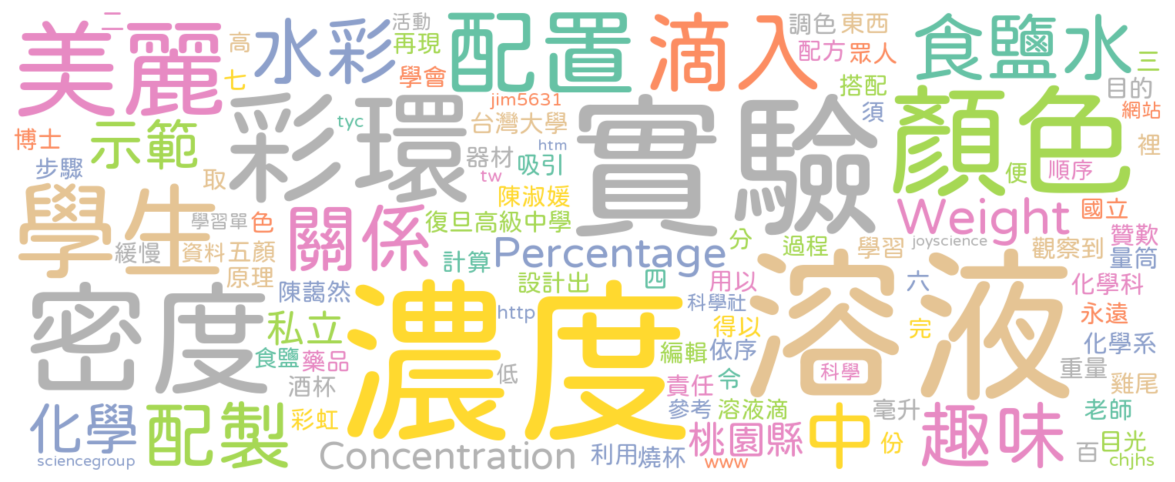 二
活動
調色
東西
美麗
高
水彩
再現
配置
滴入
配方
眾人
食鹽水
三
七
學會
搭配
目的
jim5631
博士
示範
彩環
tyc
台灣大學
實驗
須
顏色
網站
步驟
器材
htm
吸引
裡
取
tw
便
順序
學生
學習單
色
陳淑媛
Weight
國立
關係
復旦高級中學
贊歎
緩慢
資料
五顏
Percentage
分
過程
學習
joyscience
觀察到
量筒
原理
計算
設計出
四
用以
六
化學科
密度
陳藹然
http
濃度
科學社
溶液
永遠
私立
得以
完
食鹽
藥品
編輯
依序
化學系
酒杯
低
責任
令
科學
重量
雞尾
化學
配製
彩虹
參考
溶液滴
中
毫升
趣味
老師
Concentration
利用
燒杯
桃園縣
份
百
目光
sciencegroup
www
chjhs